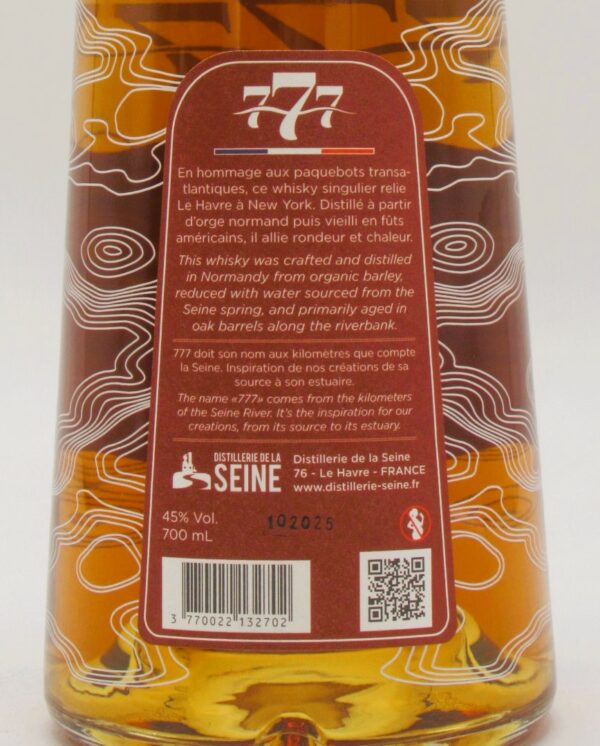 777
En hommage aux paquebots transa-
tlantiques, ce whisky singulier relie
Le Havre à New York. Distillé à partir
d'orge normand puis vieilli en fûts
américains, il allie rondeur et chaleur.
This whisky was crafted and distilled
in Normandy from organic barley,
reduced with water sourced from the
Seine spring, and primarily aged in
oak barrels along the riverbank.
777 doit son nom aux kilomètres que compte
la Seine. Inspiration de nos créations de sa
source à son estuaire.
The name «777» comes from the kilometers
of the Seine River. It's the inspiration for our
creations, from its source to its estuary.
DISTILLERIE DE LA
SEINE
Distillerie de la Seine
76 - Le Havre - FRANCE
www.distillerie-seine.fr
45% Vol.
700 mL
102025
3 770022 132702